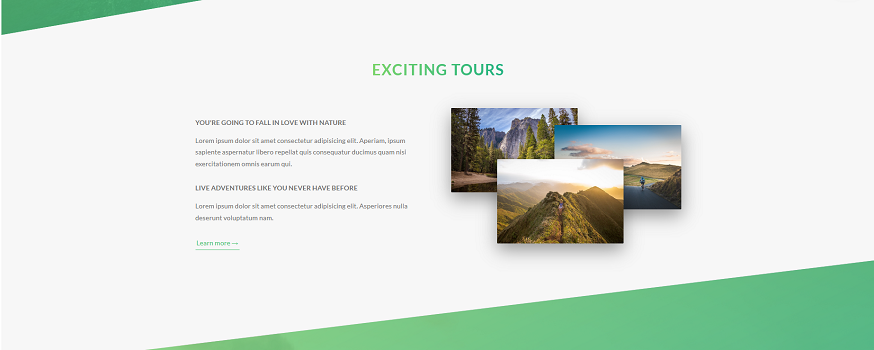 EXCITING TOURS
YOU'RE GOING TO FALL IN LOVE WITH NATURE
Lorem ipsum dolor sit amet consectetur adipisicing elit. Aperiam, ipsum
sapiente aspernatur libero repellat quis consequatur ducimus quam nisi
exercitationem omnis earum qui.
LIVE ADVENTURES LIKE YOU NEVER HAVE BEFORE
Lorem ipsum dolor sit amet consectetur adipisicing elit. Asperiores nulla
deserunt voluptatum nam.
Learn more →